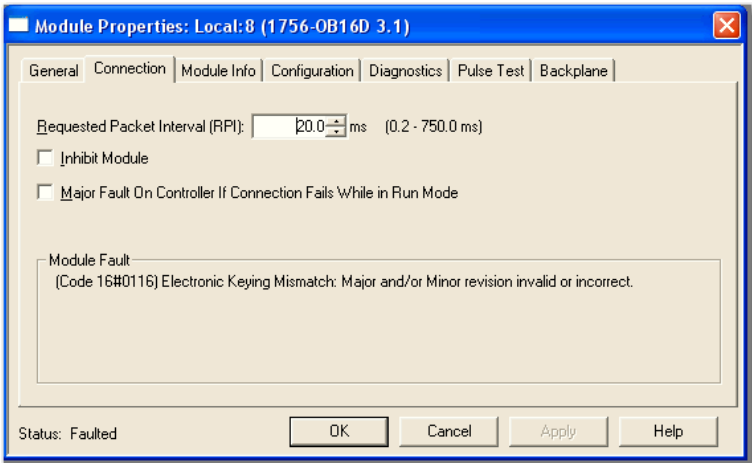 Module Properties: Local:8 (1756-OB16D 3.1)
General Connection Module Info Configuration Diagnostics Pulse Test Backplane
Requested Packet Interval (RPI): 20.0 ms (0.2 - 750.0 ms)
Inhibit Module
Major Fault On Controller If Connection Fails While in Run Mode
Module Fault
(Code 16#0116) Electronic Keying Mismatch: Major and/or Minor revision invalid or incorrect.
Status: Faulted OK Cancel Apply Help